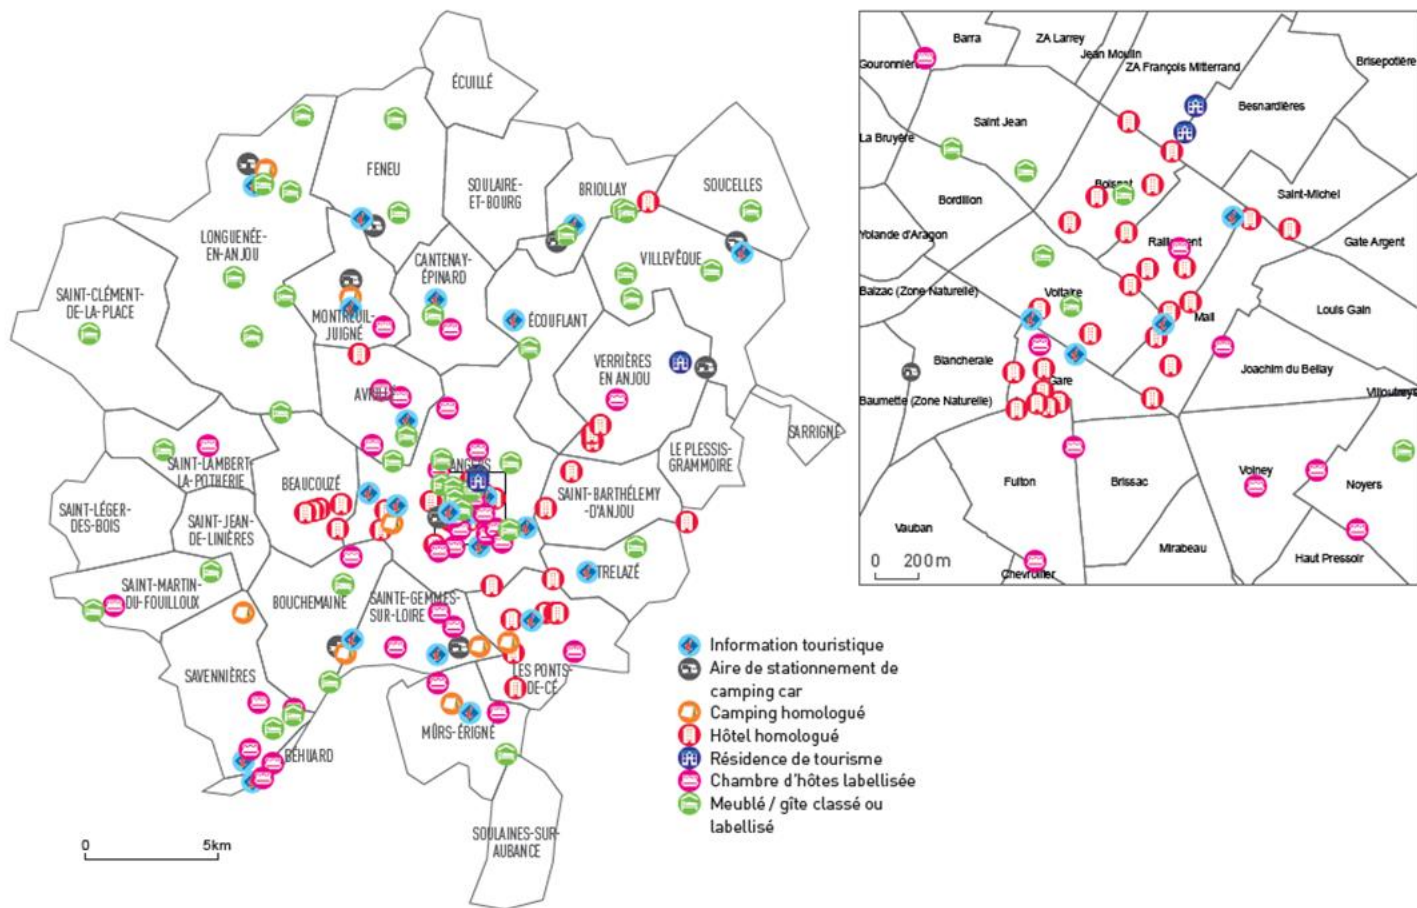 ÉCUILLÉ
FENEU
SOULAIRE-
ET-BOURG
BRIOLLAY
SOUCELLES
LONGUENÉE-
EN-ANJOU
CANTENAY-
ÉPINARD
VILLEVÊQUE
SAINT-CLÉMENT-
DE-LA-PLACE
MONTREUIL-
JUIGNÉ
ÉCOUFLANT
VERRIÈRES
EN ANJOU
AVRILLÉ
SARRIGNÉ
LE PLESSIS-
GRAMMOIRE
SAINT-LAMBERT-
LA-POTHERIE
ANGERS
BEAUCOUZÉ
SAINT-BARTHÉLEMY
-D'ANJOU
SAINT-LÉGER-
DES-BOIS
SAINT-JEAN-
DE-LINIÈRES
TRELAZÉ
SAINT-MARTIN-
DU-FOUILLOUX
BOUCHEMAINE
SAINTE-GEMMES-
SUR-LOIRE
SAVENNIÈRES
LES PONTS-
DE-CÉ
MÛRS-ÉRIGNÉ
BÉHUARD
SOULAINES-SUR-
AUBANCE
0 5km
Barra
ZA Larrey
Jean Moulin
Gouronnière
ZA François Mitterrand
Brisepotière
Besnardières
Saint Jean
La Bruyère
Boisnet
Saint-Michel
Bordillon
Yolande d'Aragon
Ralliement
Gate Argent
Balzac (Zone Naturelle)
Voltaire
Louis Gain
Mail
Blancheraie
Joachim du Bellay
Gare
Baumette (Zone Naturelle)
Volney
Fulton
Brissac
Noyers
Vauban
Mirabeau
Haut Pressoir
Chevrollier
0 200m
Information touristique
Aire de stationnement de
camping car
Camping homologué
Hôtel homologué
Résidence de tourisme
Chambre d'hôtes labellisée
Meublé / gîte classé ou
labellisé